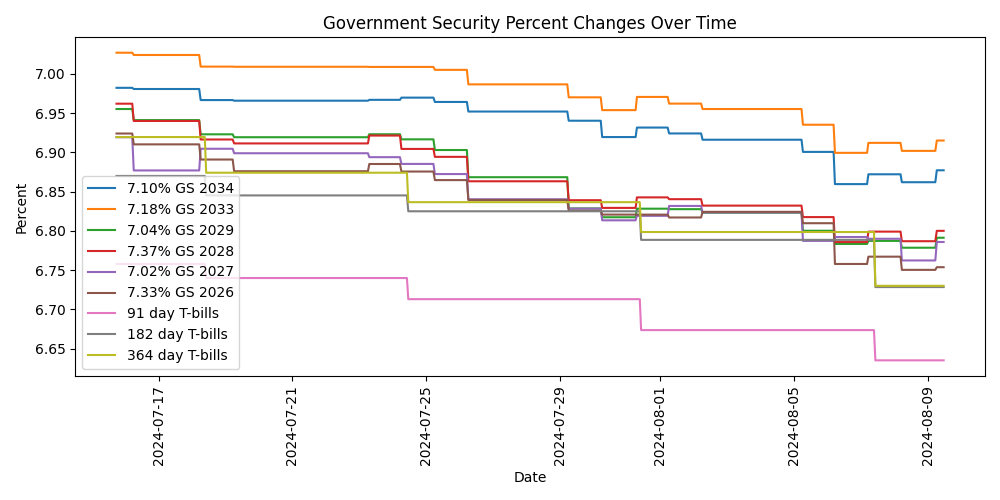 Government Security Percent Changes Over Time
Percent
7.00
6.95
6.90
6.85
6.80
6.75
6.70
6.65
7.10% GS 2034
7.18% GS 2033
7.04% GS 2029
7.37% GS 2028
7.02% GS 2027
7.33% GS 2026
91 day T-bills
182 day T-bills
364 day T-bills
2024-07-17
2024-07-21
2024-07-25
2024-07-29
2024-08-01
2024-08-05
2024-08-09
Date